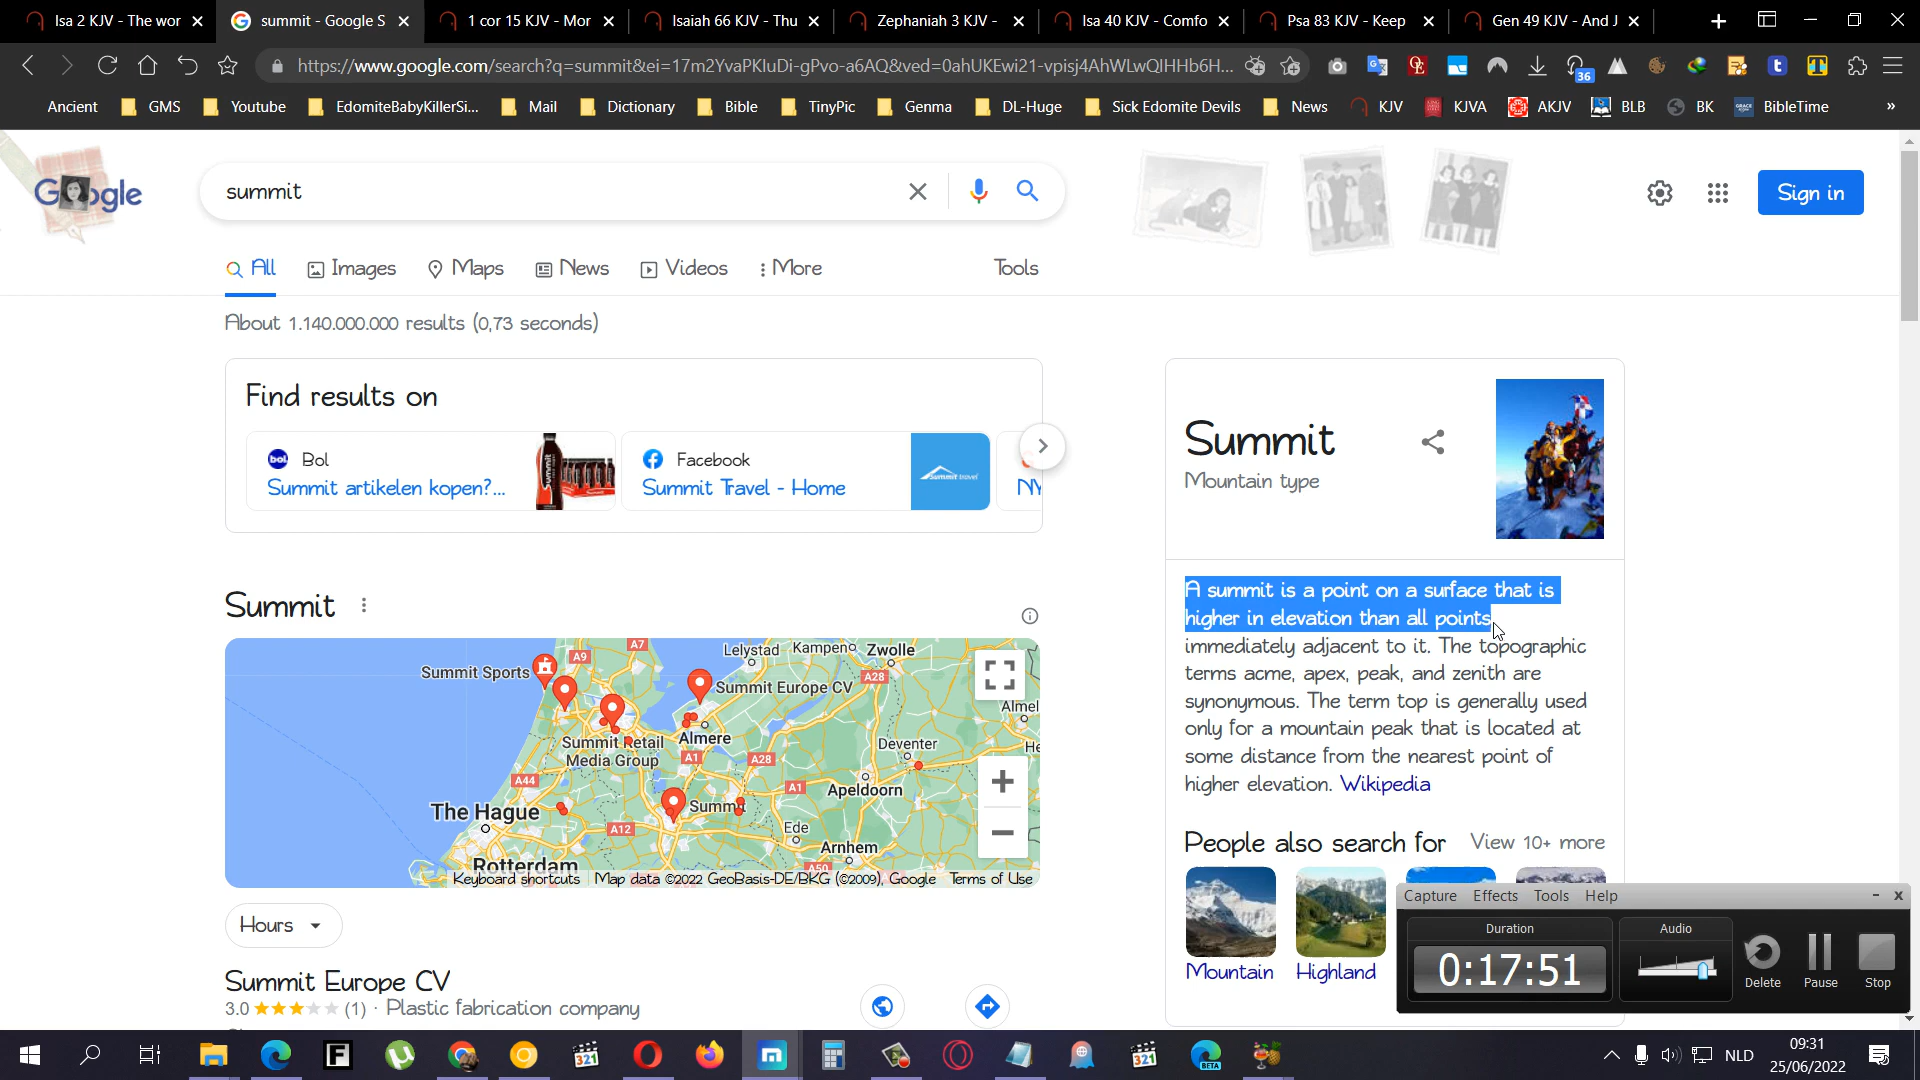 Isa 2 KJV - The wor
summit - Google S
1 cor 15 KJV - Mor
Isaiah 66 KJV - Thu
Zephaniah 3 KJV -
Isa 40 KJV - Comfo
Psa 83 KJV - Keep
Gen 49 KJV - And J
https://www.google.com/search?q=summit&ei=17m2YvaPKIuDi-gPvo-a6AQ&ved=0ahUKEwi21-vpisj4AhWLwQIHHb6H...
36
Ancient
GMS
Youtube
EdomiteBabyKillerSi...
Mail
Dictionary
Bible
TinyPic
Genma
DL-Huge
Sick Edomite Devils
News
KJV
KJVA
AKJV
BLB
BK
BibleTime
»
Google
summit
Sign in
All
Images
Maps
News
Videos
More
Tools
About 1.140.000.000 results (0,73 seconds)
Find results on
Bol
Summit artikelen kopen?...
Facebook
Summit Travel - Home
NY
Summit
Mountain type
A summit is a point on a surface that is
higher in elevation than all points
immediately adjacent to it. The topographic
terms acme, apex, peak, and zenith are
synonymous. The term top is generally used
only for a mountain peak that is located at
some distance from the nearest point of
higher elevation. Wikipedia
People also search for
View 10+ more
Mountain
Highland
Summit
Summit Sports
A9
A7
Lelystad
Kampen
Zwolle
A28
Summit Europe CV
Almel
Summit Retail
Media Group
Almere
A1
A28
Deventer
He
A44
The Hague
Summit
A1
Apeldoorn
A12
Ede
Arnhem
Rotterdam
A50
Keyboard shortcuts
Map data ©2022 GeoBasis-DE/BKG (©2009), Google
Terms of Use
Hours
Summit Europe CV
3.0 (1) · Plastic fabrication company
Capture
Effects
Tools
Help
Duration
0:17:51
Audio
Delete
Pause
Stop
321
321
BETA
NLD
09:31
25/06/2022